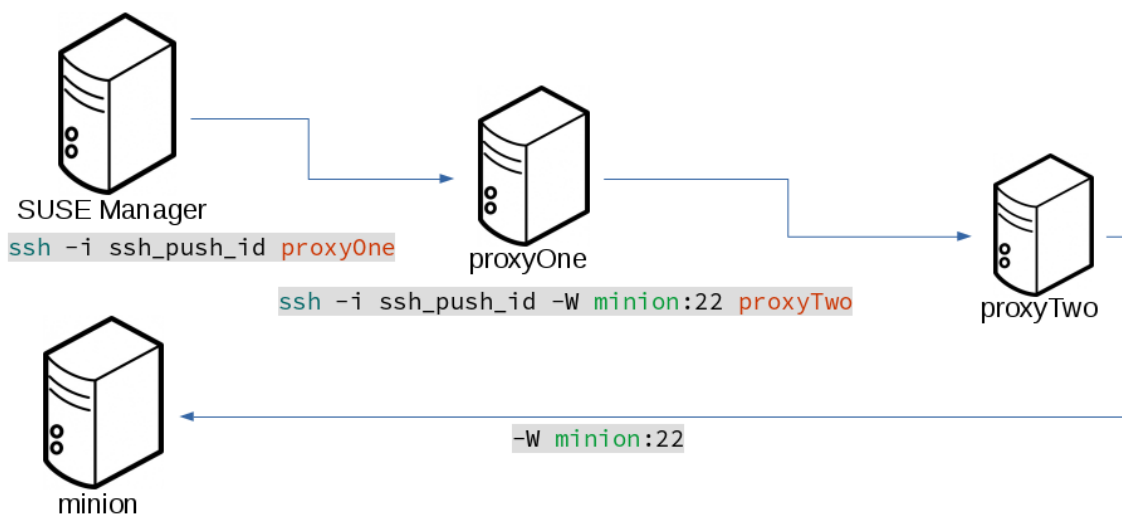 SUSE Manager
ssh -i ssh_push_id proxyOne
proxyOne
ssh -i ssh_push_id -W minion:22 proxyTwo
proxyTwo
-W minion:22
minion